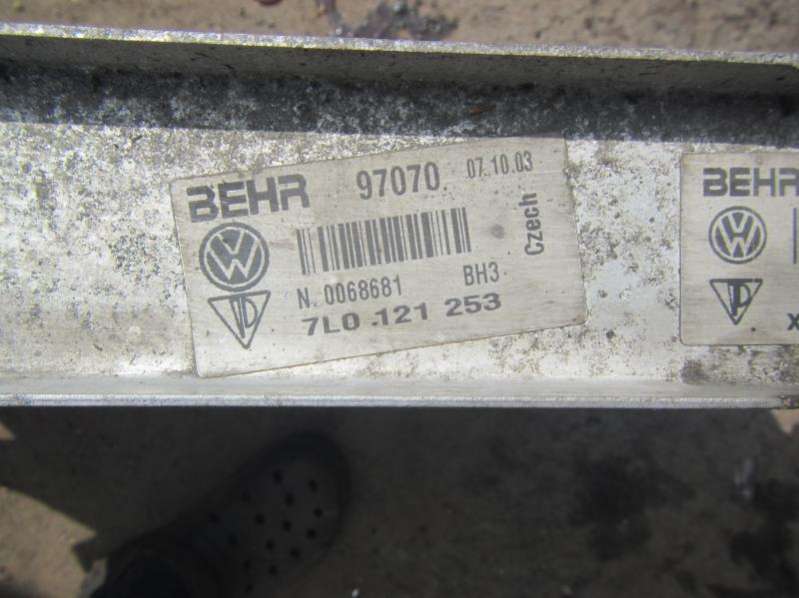 BEHR 97070 07.10.03
Czech
N. 0068681 BH3
7L0 121 253
BEHR
X